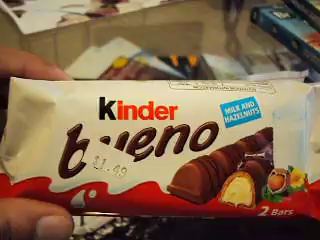 Kinder
bueno
MILK AND
HAZELNUTS
$1.49
2 Bars